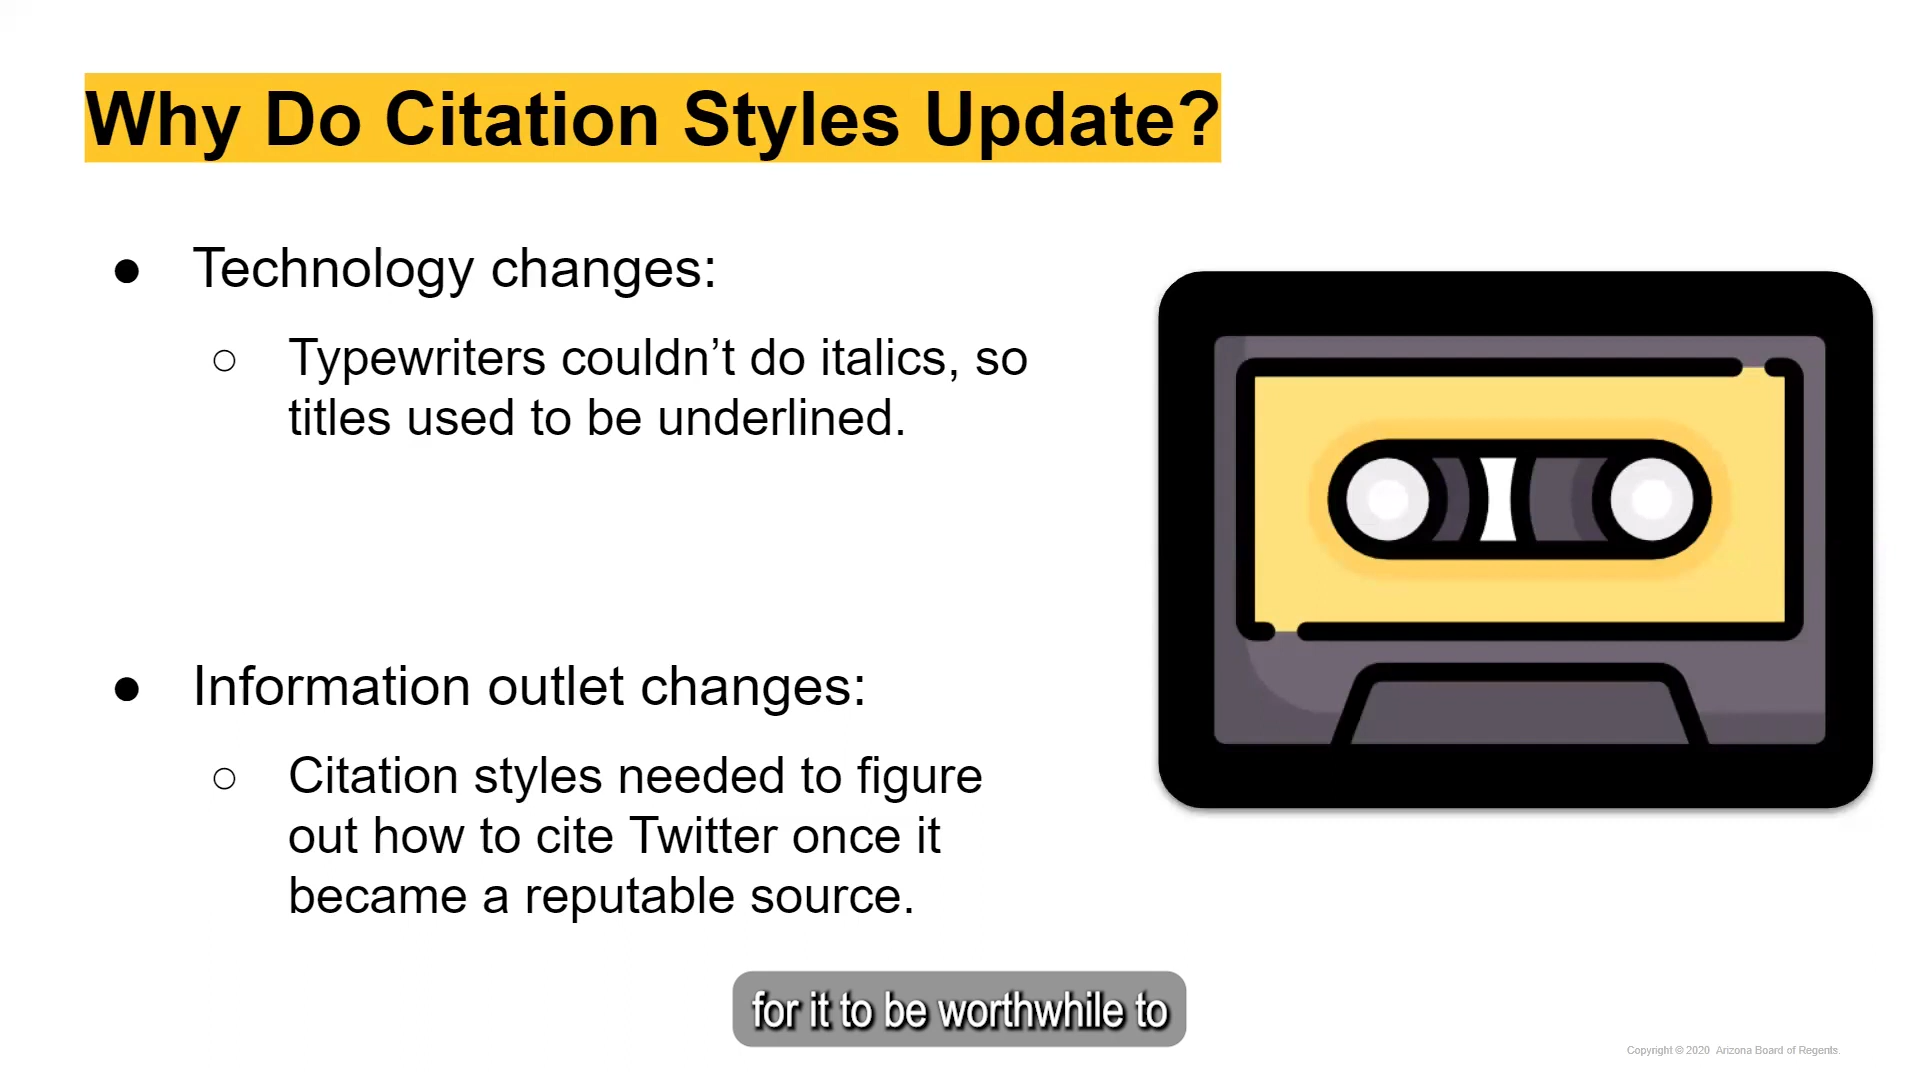 Why Do Citation Styles Update?
● Technology changes:
○ Typewriters couldn’t do italics, so
titles used to be underlined.
● Information outlet changes:
○ Citation styles needed to figure
out how to cite Twitter once it
became a reputable source.
for it to be worthwhile to
Copyright © 2020 Arizona Board of Regents.